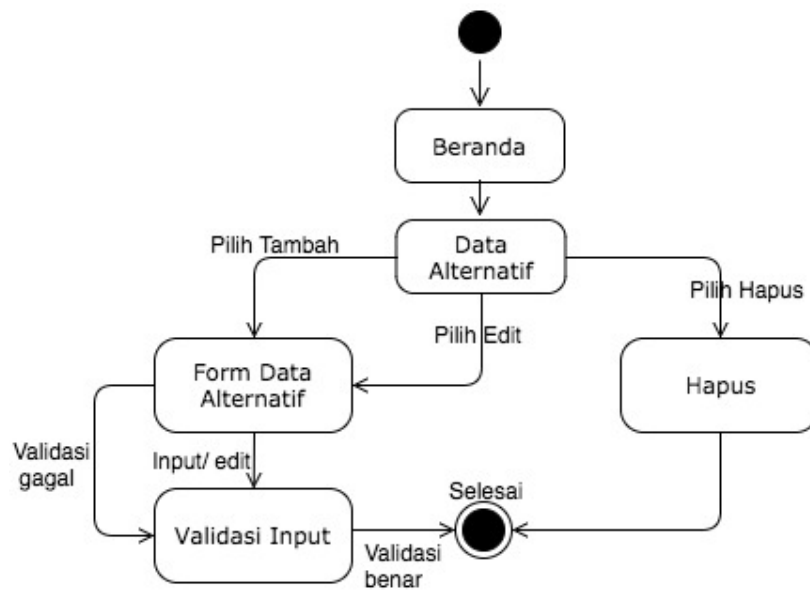 Beranda
Data
Alternatif
Pilih Tambah
Pilih Hapus
Pilih Edit
Form Data
Alternatif
Hapus
Validasi
gagal
Input/ edit
Selesai
Validasi Input
Validasi
benar